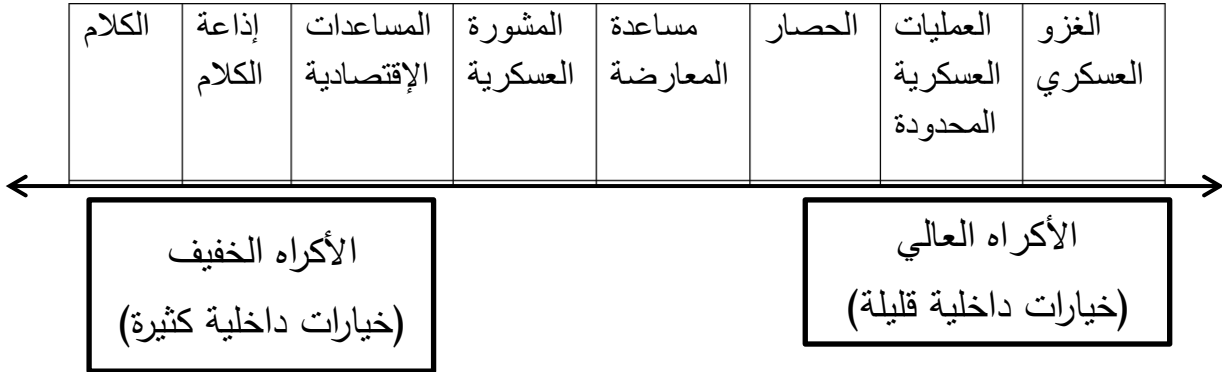 الغزو
العسكري
العمليات
العسكرية
المحدودة
الحصار
مساعدة
المعارضة
المشورة
العسكرية
المساعدات
الإقتصادية
إذاعة
الكلام
الكلام
الأكراه العالي
(خيارات داخلية قليلة)
الأكراه الخفيف
(خيارات داخلية كثيرة)